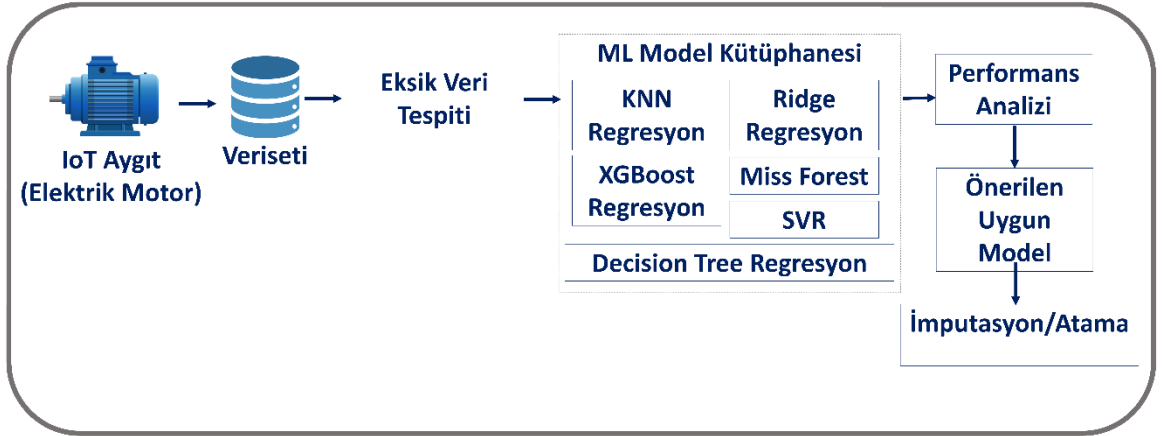 IoT Aygıt
(Elektrik Motor)
Veriseti
Eksik Veri
Tespiti
ML Model Kütüphanesi
KNN
Regresyon
Ridge
Regresyon
XGBoost
Regresyon
Miss Forest
SVR
Decision Tree Regresyon
Performans
Analizi
Önerilen
Uygun
Model
İmputasyon/Atama